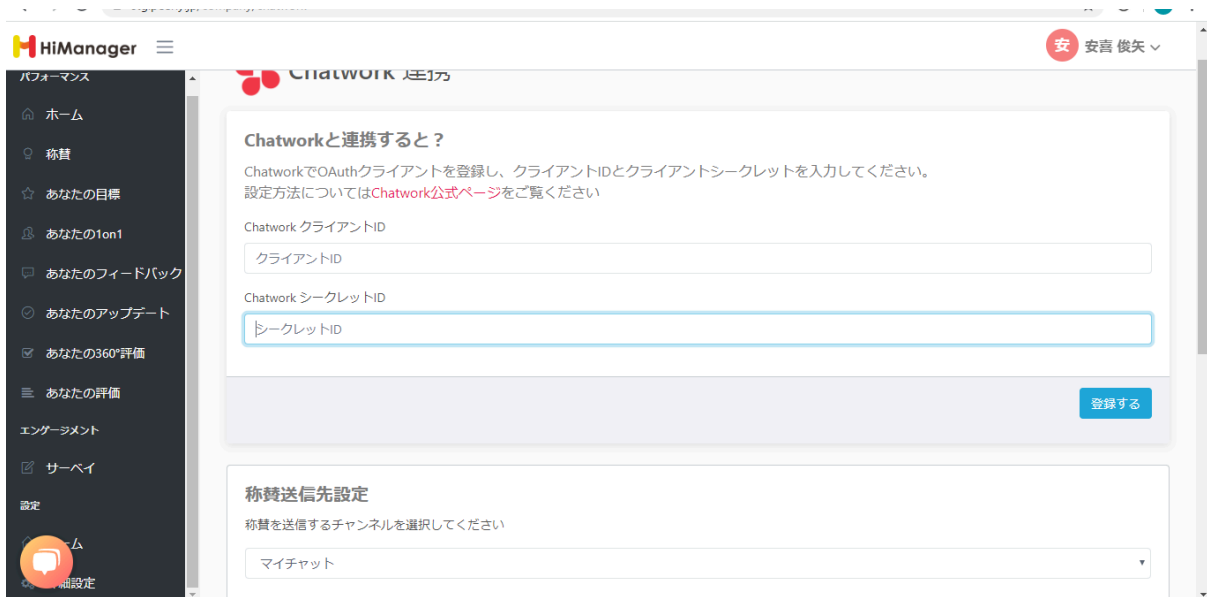 HiManager
安
安喜 俊矢
パフォーマンス
ホーム
称賛
あなたの目標
あなたの1on1
あなたのフィードバック
あなたのアップデート
あなたの360°評価
あなたの評価
エンゲージメント
サーベイ
設定
Chatwork 連携
Chatworkと連携すると？
ChatworkでOAuthクライアントを登録し、クライアントIDとクライアントシークレットを入力してください。
設定方法についてはChatwork公式ページをご覧ください
Chatwork クライアントID
クライアントID
Chatwork シークレットID
シークレットID
登録する
称賛送信先設定
称賛を送信するチャンネルを選択してください
マイチャット